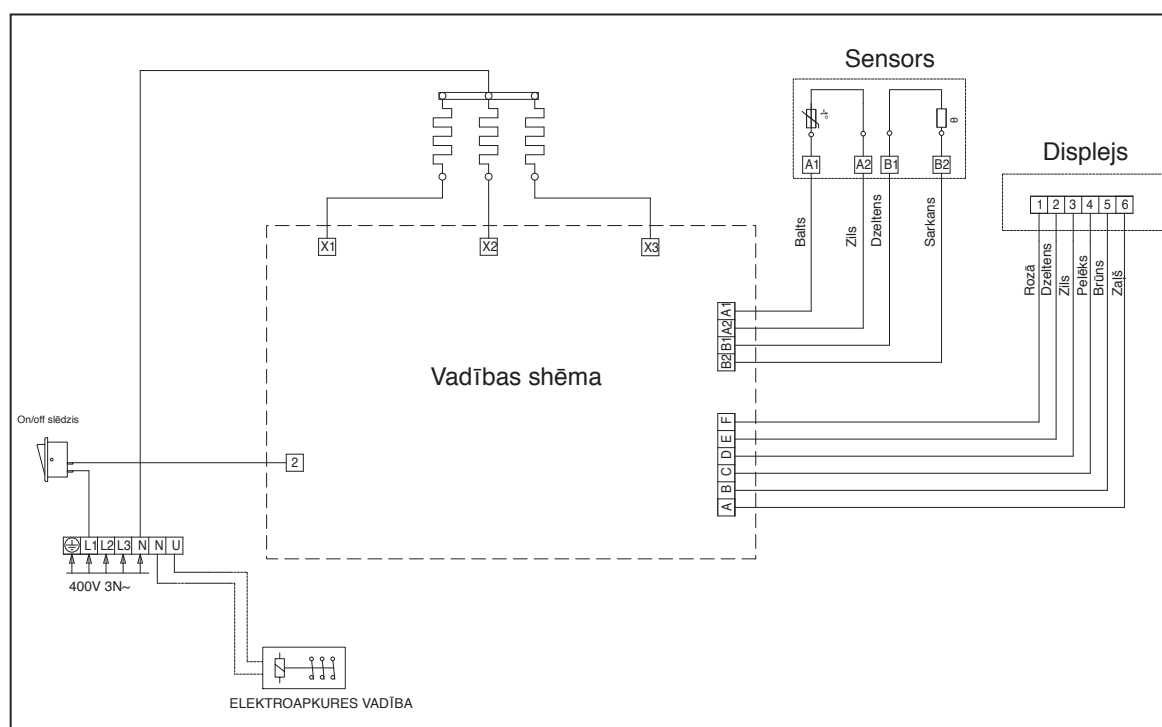 Sensors
A1 A2 B1 B2
Balts
Zils
Dzeltens
Sarkans
Displejs
1 2 3 4 5 6
Rozā
Dzeltens
Zils
Pelēks
Brūns
Zaļš
X1 X2 X3
A1
A2
B1
B2
Vadības shēma
F
E
D
C
B
A
On/off slēdzis
2
L1 L2 L3 N N U
400V 3N~
ELEKTROAPKURES VADĪBA